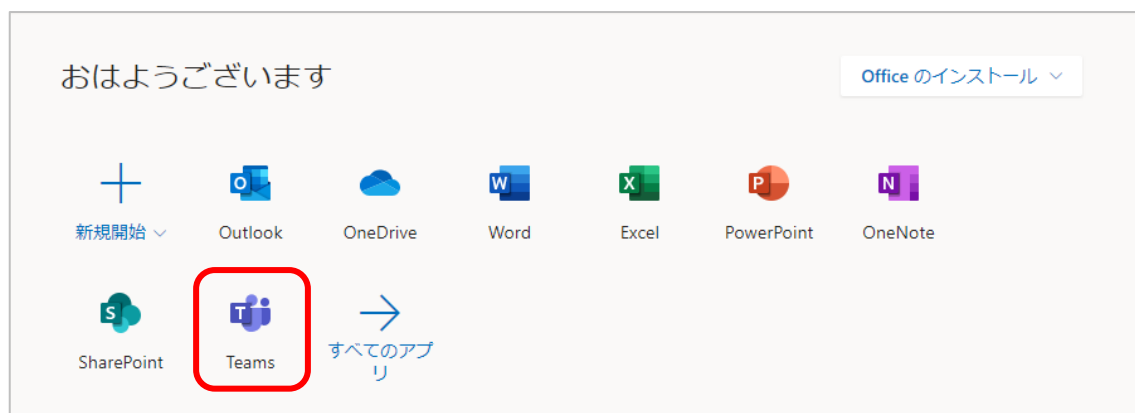 おはようございます
Office のインストール
新規開始
Outlook
OneDrive
Word
Excel
PowerPoint
OneNote
SharePoint
Teams
すべてのアプ
リ